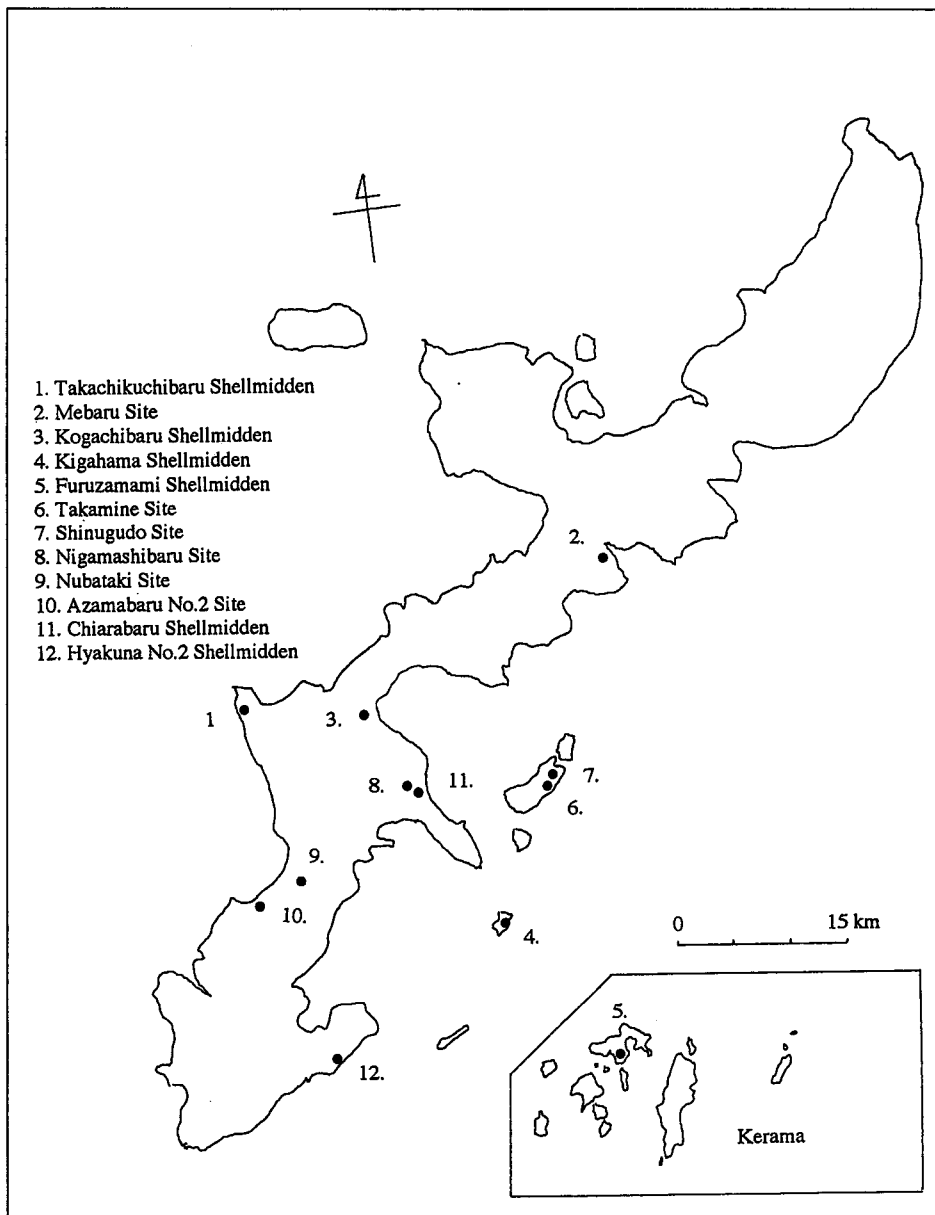 1. Takachikuchibaru Shellmidden
2. Mebaru Site
3. Kogachibaru Shellmidden
4. Kigahama Shellmidden
5. Furuzamami Shellmidden
6. Takamine Site
7. Shinugudo Site
8. Nigamashibaru Site
9. Nubataki Site
10. Azamabaru No.2 Site
11. Chiarabaru Shellmidden
12. Hyakuna No.2 Shellmidden
2.
1
3.
7.
8.
11.
6.
9.
10.
4.
0 15 km
5.
12.
Kerama